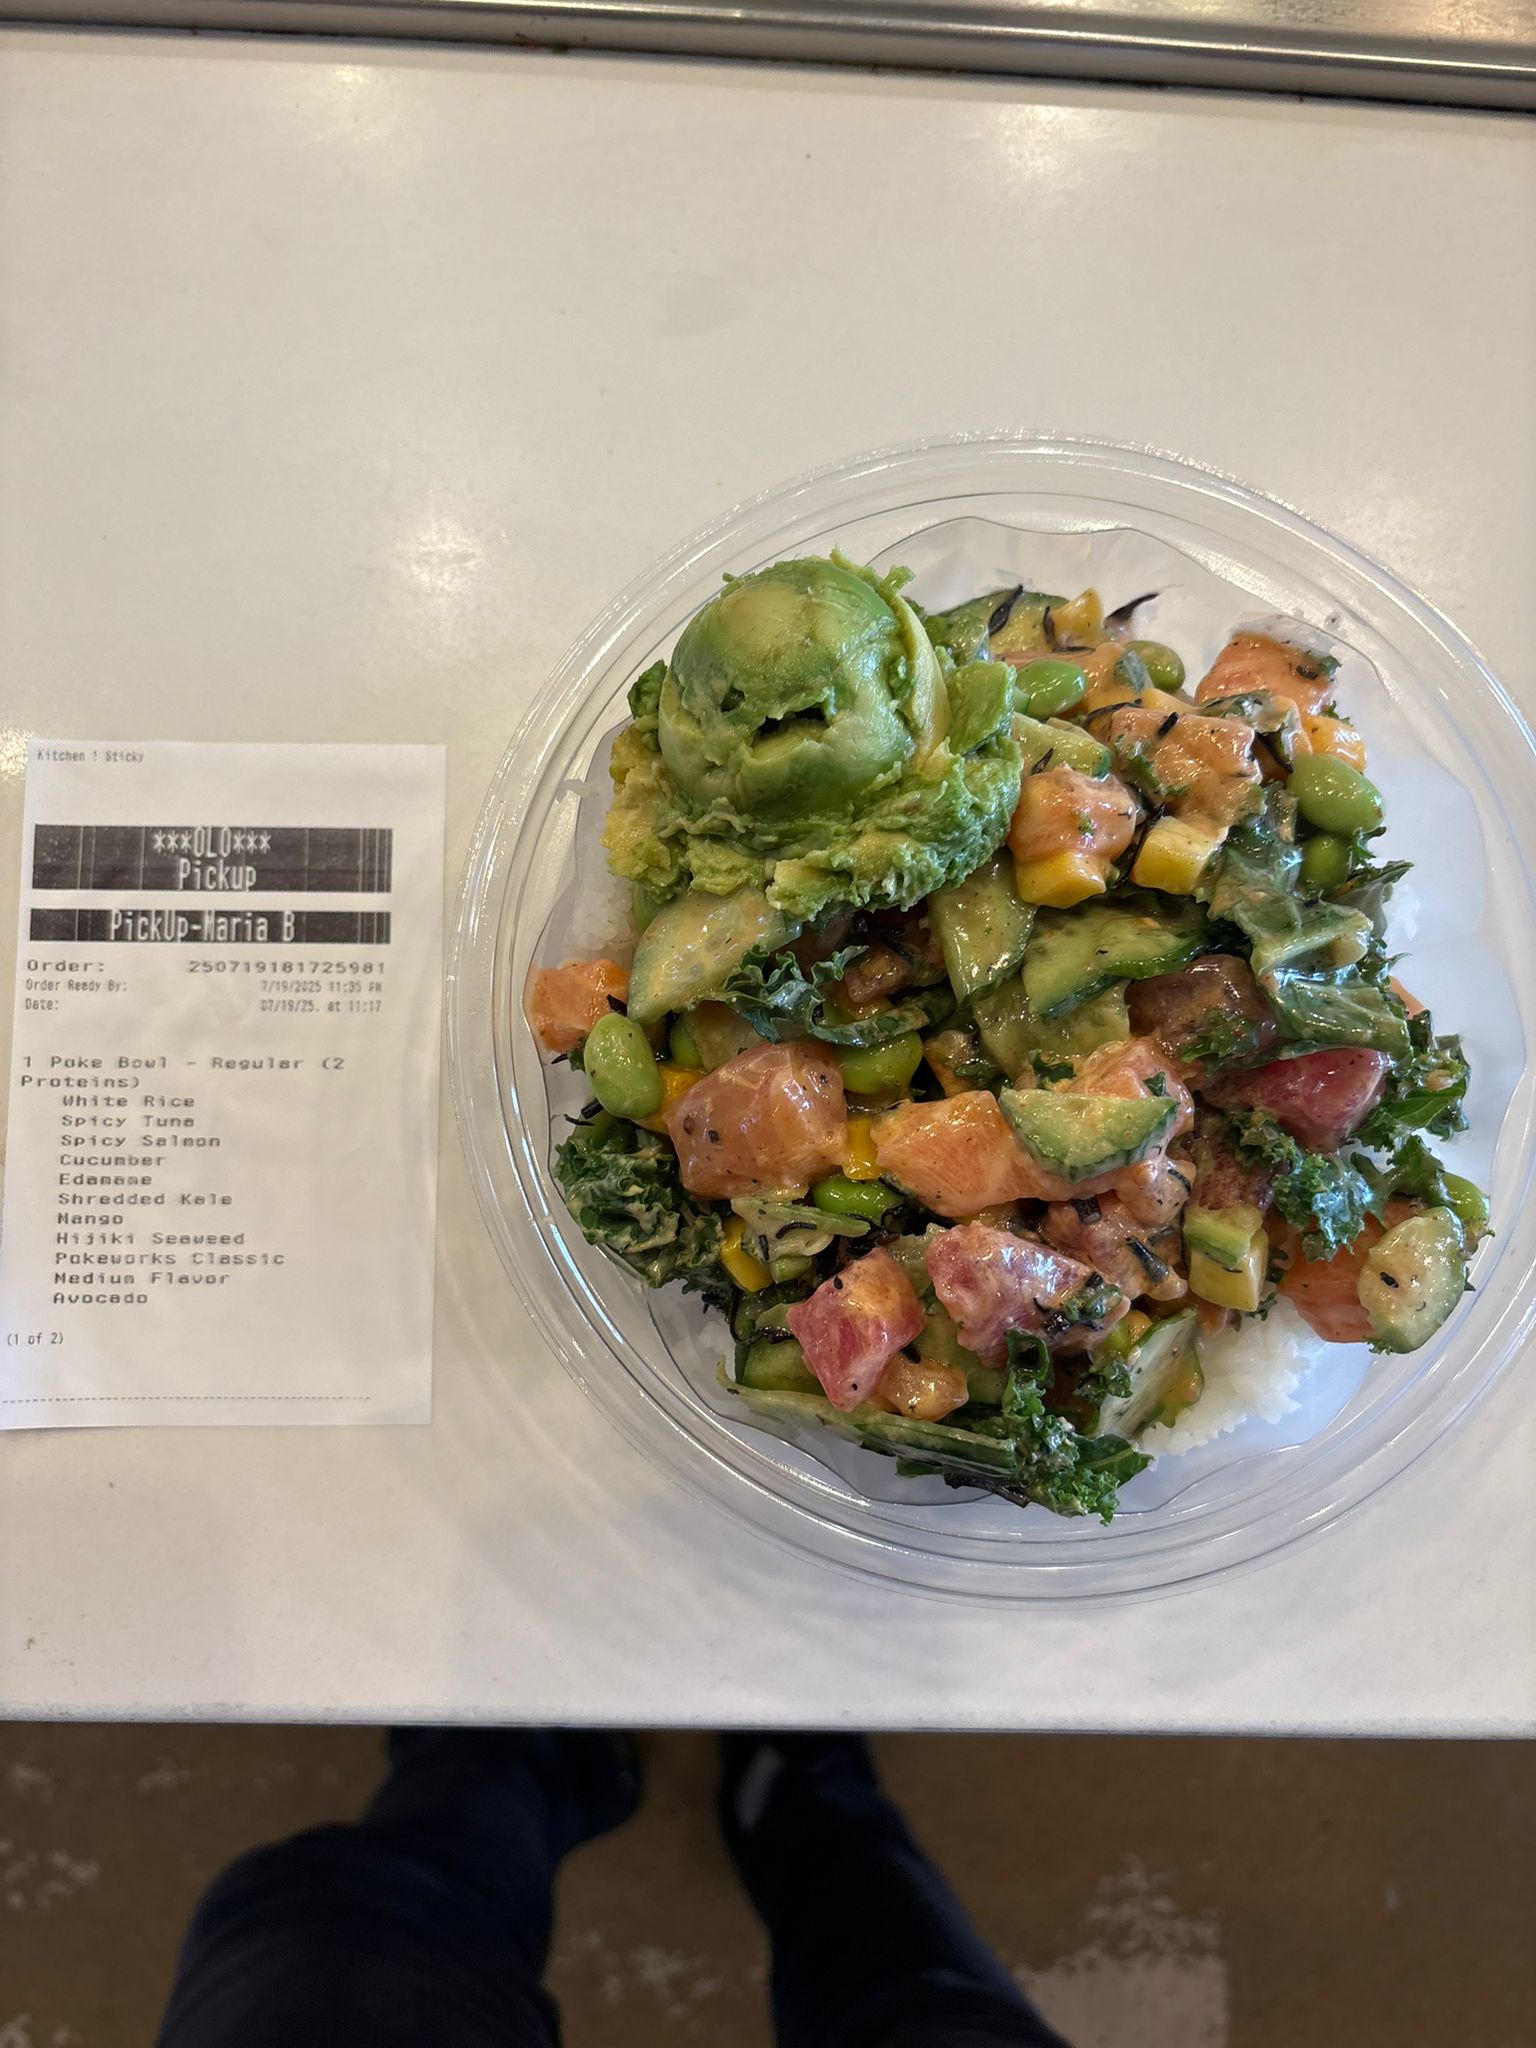 Kitchen 1 Sticky
***OLO***
Pickup
PickUp-Maria B
Order: 250719181725981
Order Ready By: 7/19/2025 11:35 AM
Date: 07/19/25, at 11:17
1 Poke Bowl - Regular (2
Proteins)
White Rice
Spicy Tuna
Spicy Salmon
Cucumber
Edamame
Shredded Kale
Mango
Hijiki Seaweed
Pokeworks Classic
Medium Flavor
Avocado
(1 of 2)